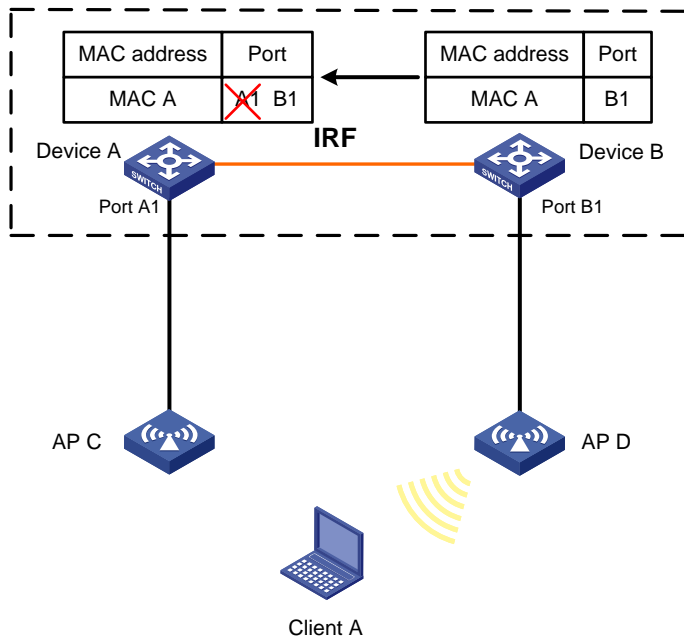 MAC address Port MAC address Port
MAC A A1 B1 MAC A B1
IRF
Device A Device B
SWITCH SWITCH
Port A1 Port B1
AP C AP D
Client A